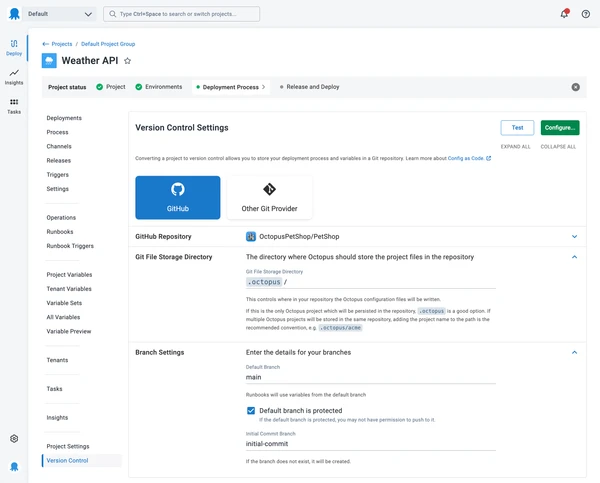 Default
Type Ctrl+Space to search or switch projects...
Deploy
Insights
Tasks
Projects / Default Project Group
Weather API
Project status
Project
Environments
Deployment Process
Release and Deploy
Deployments
Process
Channels
Releases
Triggers
Settings
Operations
Runbooks
Runbook Triggers
Project Variables
Tenant Variables
Variable Sets
All Variables
Variable Preview
Tenants
Tasks
Insights
Project Settings
Version Control
Version Control Settings
Test
Configure...
EXPAND ALL
COLLAPSE ALL
Converting a project to version control allows you to store your deployment process and variables in a Git repository. Learn more about Config as Code.
GitHub
Other Git Provider
GitHub Repository
OctopusPetShop/PetShop
Git File Storage Directory
The directory where Octopus should store the project files in the repository
Git File Storage Directory
.octopus /
This controls where in your repository the Octopus configuration files will be written.
If this is the only Octopus project which will be persisted in the repository, .octopus is a good option. If
multiple Octopus projects will be stored in the same repository, adding the project name to the path is the
recommended convention, e.g. .octopus/acme
Branch Settings
Enter the details for your branches
Default Branch
main
Runbooks will use variables from the default branch
Default branch is protected
If the default branch is protected, you may not have permission to push to it.
Initial Commit Branch
initial-commit
If the branch does not exist, it will be created.